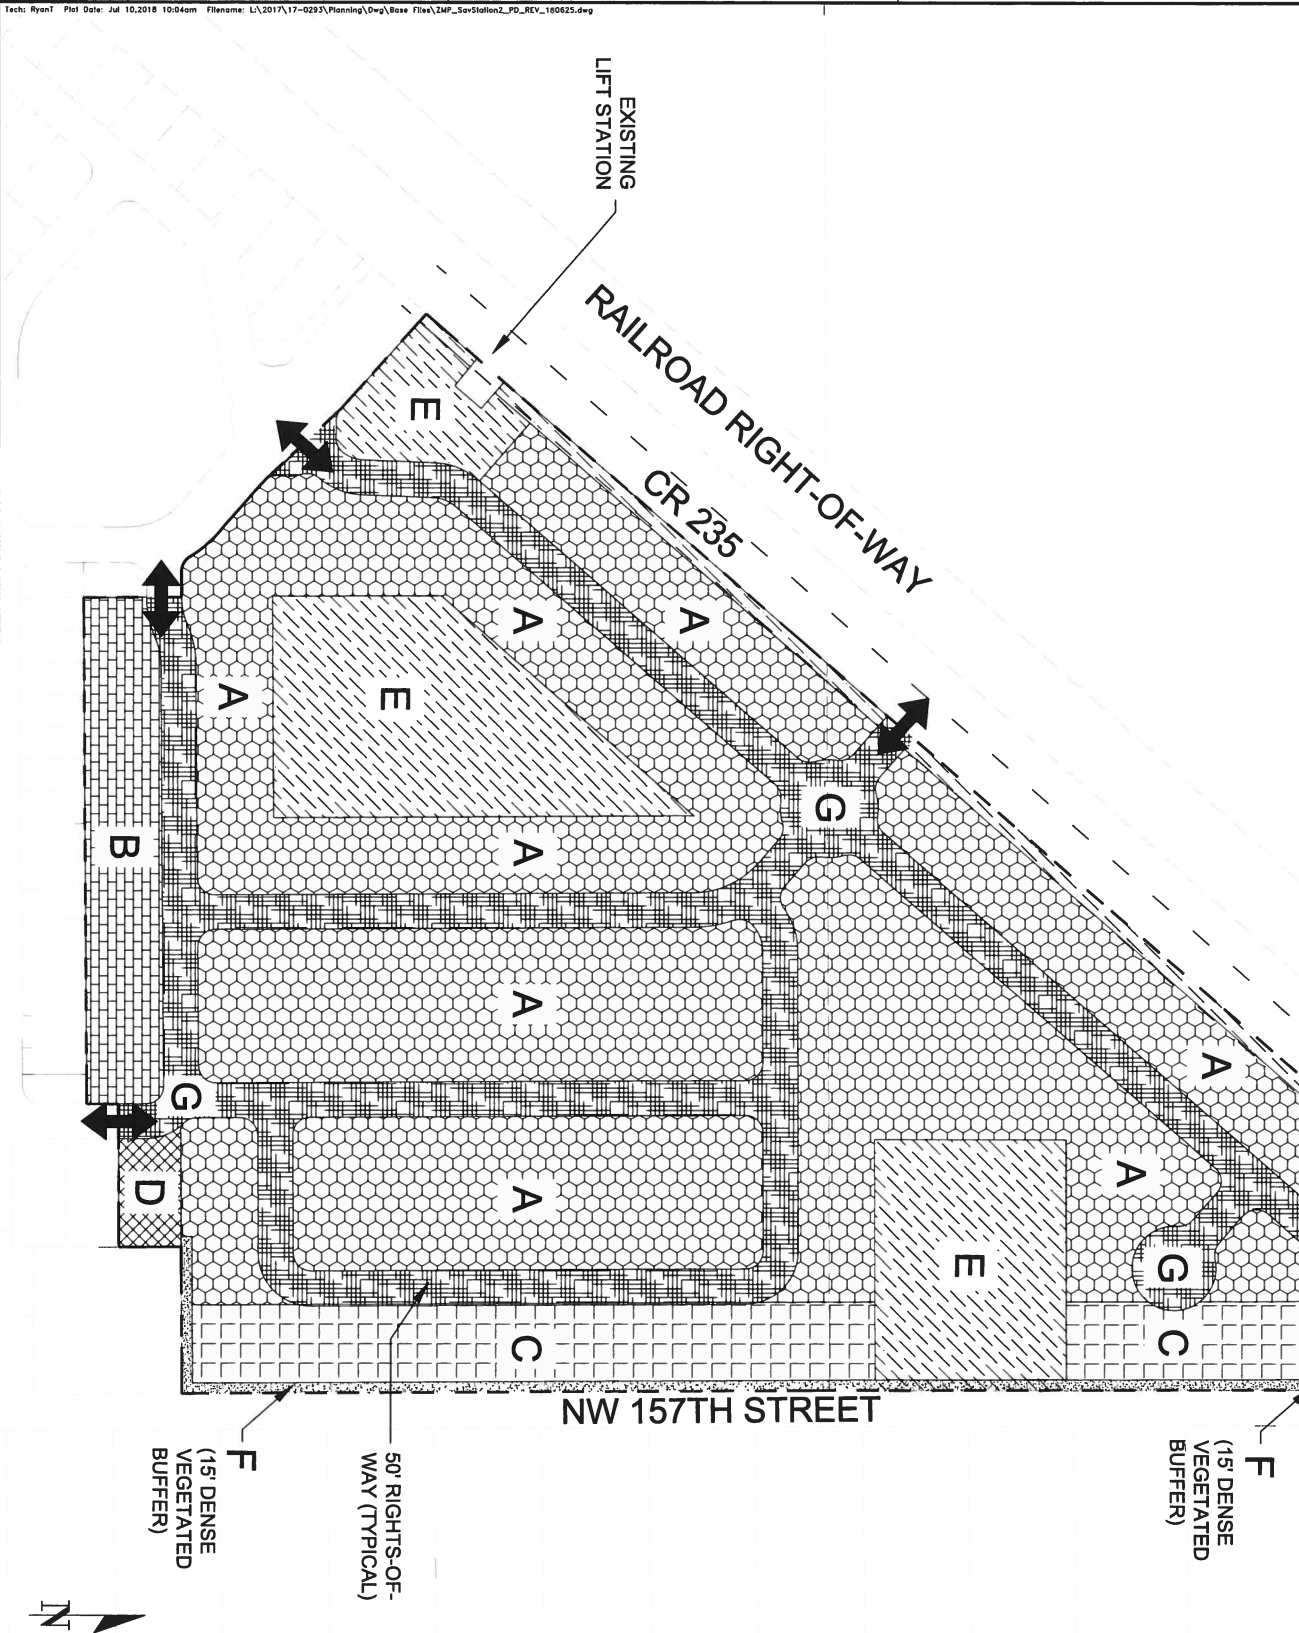 Tech: RyanT Plot Date: Jul 10,2018 10:04am Filename: L:\2017\17-0293\Planning\Dwg\Base Files\ZMP_SavStation2_PD_REV_180625.dwg
EXISTING
LIFT STATION
RAILROAD RIGHT-OF-WAY
CR 235
E
A
A
A
E
G
B
A
A
A
G
A
D
A
E
G
C
C
NW 157TH STREET
F
(15' DENSE
VEGETATED
BUFFER)
50' RIGHTS-OF-
WAY (TYPICAL)
F
(15' DENSE
VEGETATED
BUFFER)
N